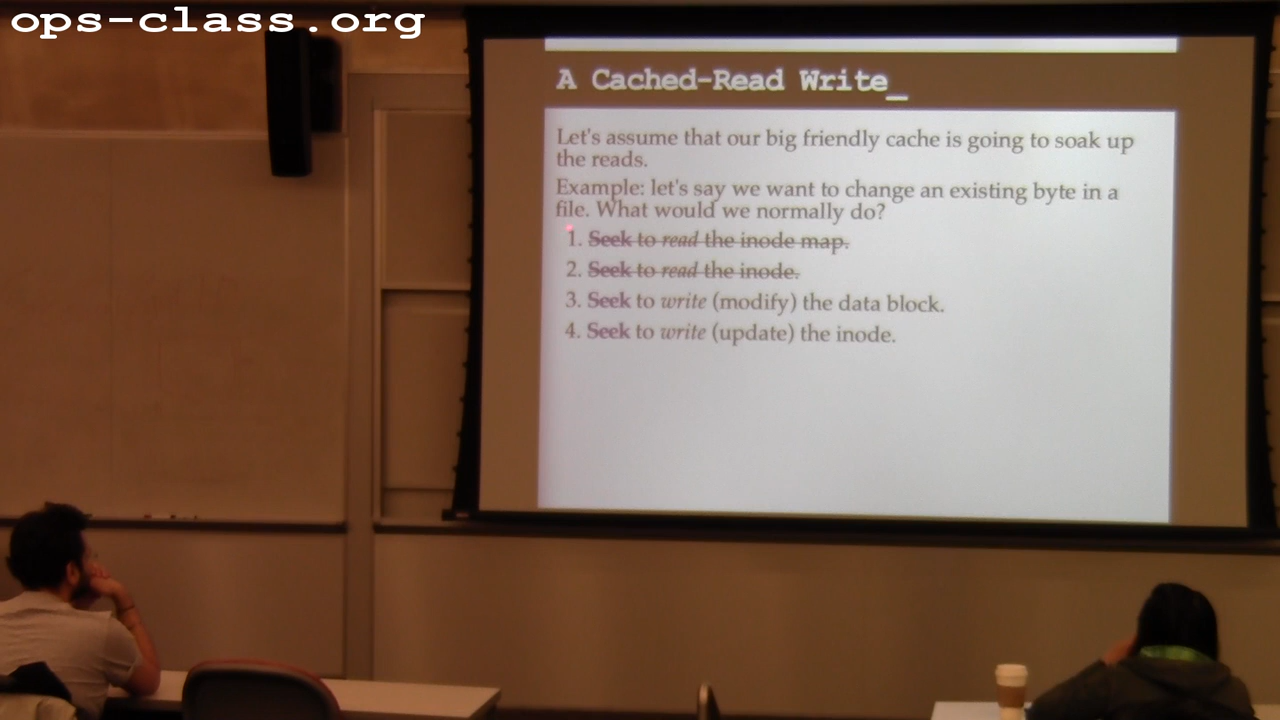 ops-class.org
A Cached-Read Write_
Let's assume that our big friendly cache is going to soak up
the reads.
Example: let's say we want to change an existing byte in a
file. What would we normally do?
1. Seek to read the inode map.
2. Seek to read the inode.
3. Seek to write (modify) the data block.
4. Seek to write (update) the inode.